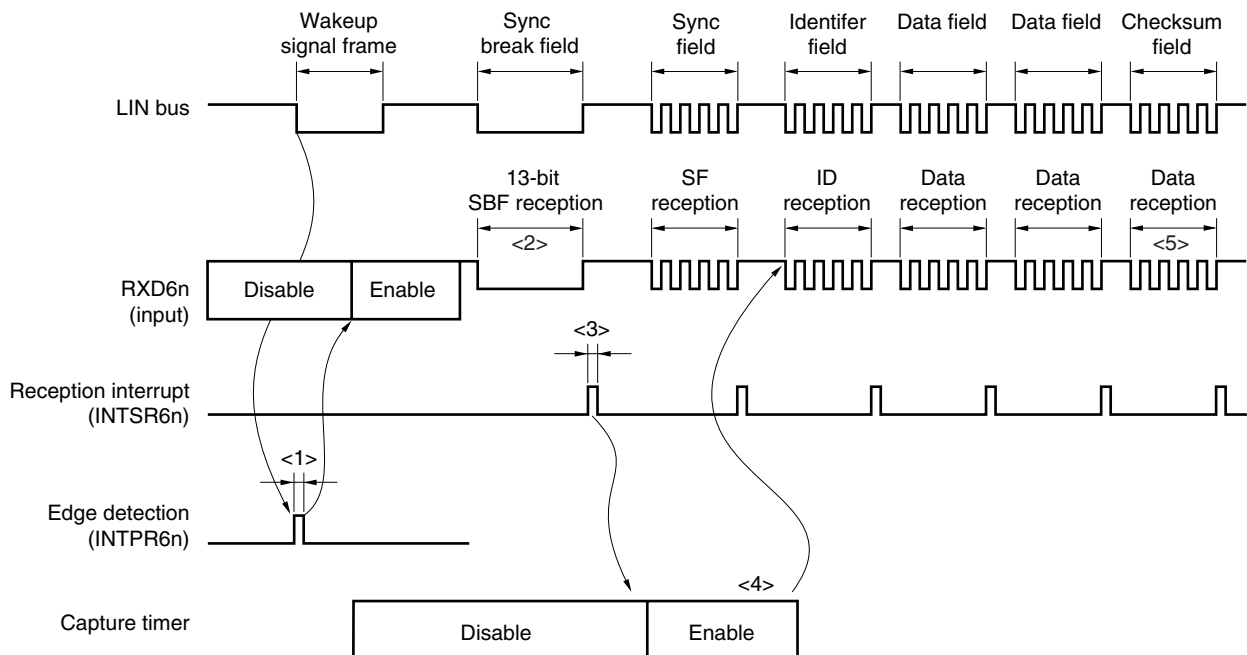 Wakeup
signal frame
Sync
break field
Sync
field
Identifer
field
Data field
Data field
Checksum
field
LIN bus
13-bit
SBF reception
<2>
SF
reception
ID
reception
Data
reception
Data
reception
Data
reception
<5>
RXD6n
(input)
Disable
Enable
<3>
Reception interrupt
(INTSR6n)
<1>
Edge detection
(INTPR6n)
<4>
Capture timer
Disable
Enable